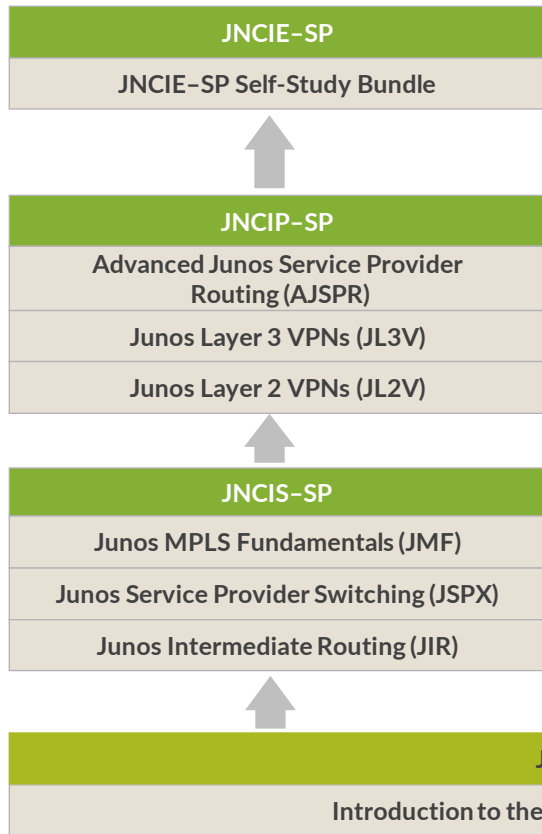 JNCIE–SP
JNCIE–SP Self-Study Bundle
JNCIP–SP
Advanced Junos Service Provider
Routing (AJSPR)
Junos Layer 3 VPNs (JL3V)
Junos Layer 2 VPNs (JL2V)
JNCIS–SP
Junos MPLS Fundamentals (JMF)
Junos Service Provider Switching (JSPX)
Junos Intermediate Routing (JIR)
Introduction to the